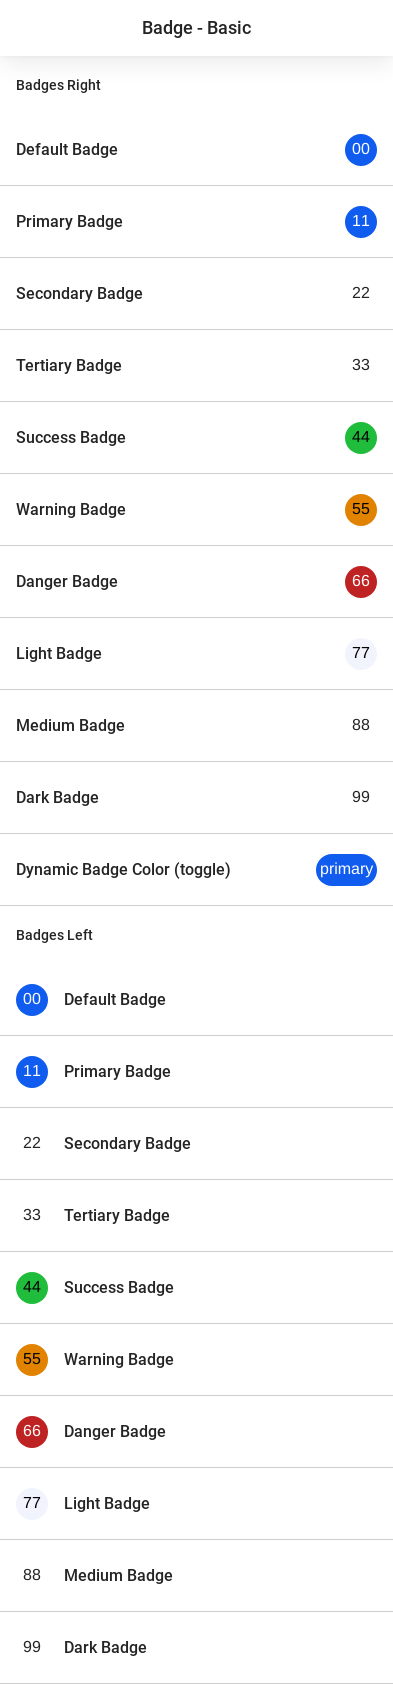 Badge - Basic
Badges Right
Default Badge 00
Primary Badge 11
Secondary Badge 22
Tertiary Badge 33
Success Badge 44
Warning Badge 55
Danger Badge 66
Light Badge 77
Medium Badge 88
Dark Badge 99
Dynamic Badge Color (toggle) primary
Badges Left
00 Default Badge
11 Primary Badge
22 Secondary Badge
33 Tertiary Badge
44 Success Badge
55 Warning Badge
66 Danger Badge
77 Light Badge
88 Medium Badge
99 Dark Badge